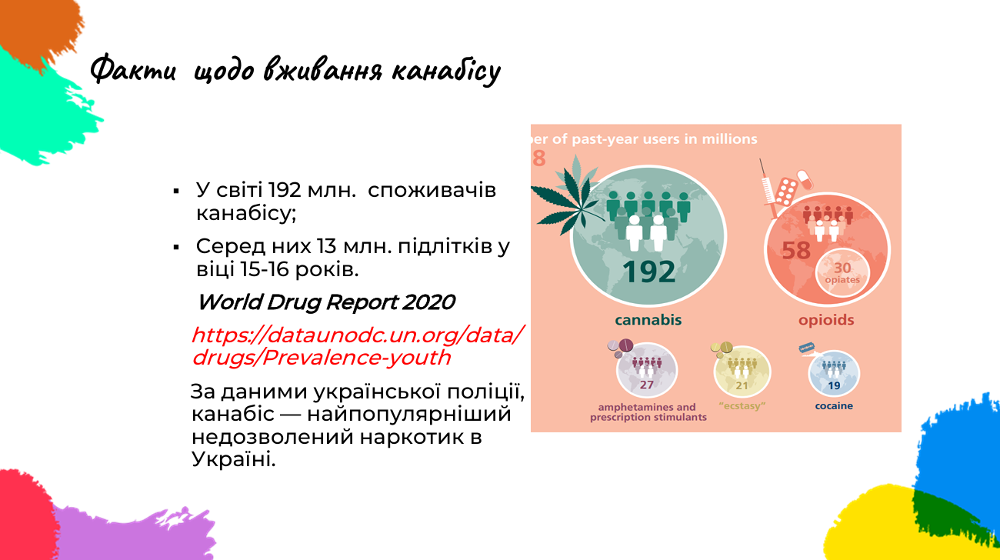 Факти щодо вживання канабісу
▪ У світі 192 млн. споживачів
канабісу;
▪ Серед них 13 млн. підлітків у
віці 15-16 років.
World Drug Report 2020
https://dataunodc.un.org/data/
drugs/Prevalence-youth
За даними української поліції,
канабіс — найпопулярніший
недозволений наркотик в
Україні.
of past-year users in millions
8
192
cannabis
58
30
opiates
opioids
27
amphetamines and
prescription stimulants
21
“ecstasy”
19
cocaine